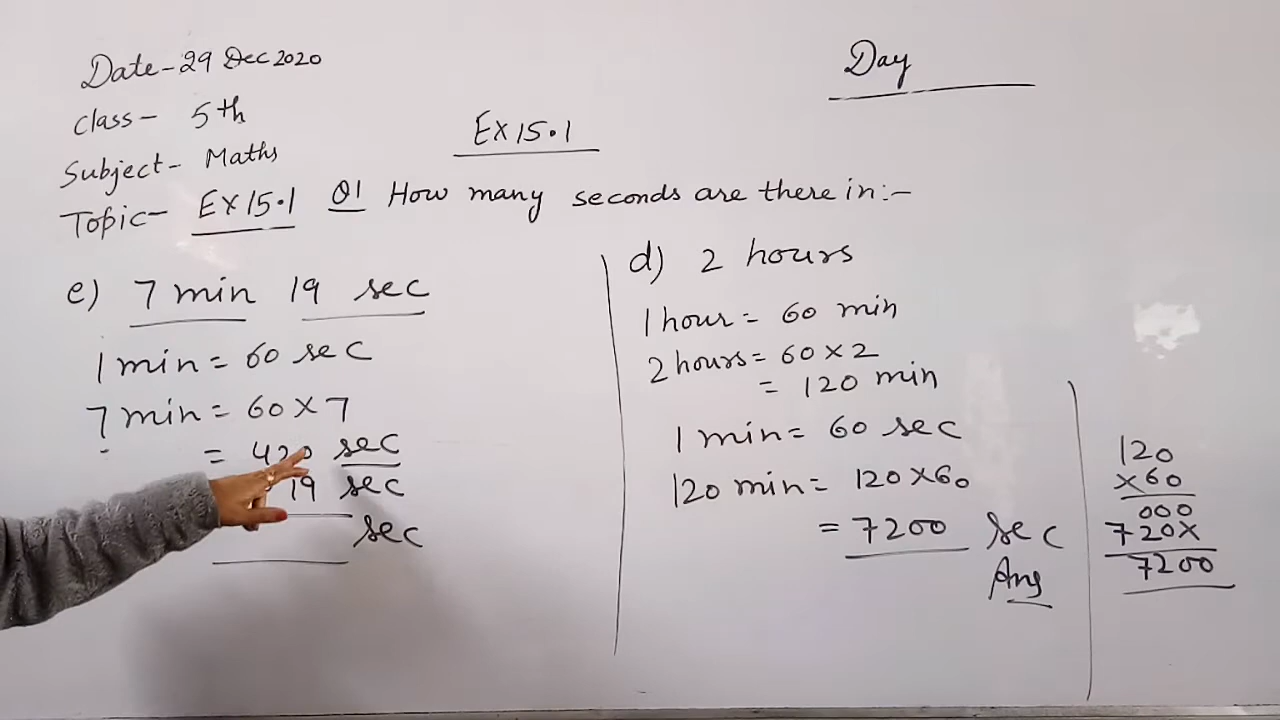 Date-29 Dec 2020
Day
class- 5th
Subject- Maths
Ex 15.1
Topic- Ex 15.1 Q1 How many seconds are there in:-
e) 7 min 19 sec
1 min = 60 sec
7 min = 60 x 7
= 420 sec
19 sec
sec
d) 2 hours
1 hour = 60 min
2 hours = 60 x 2
= 120 min
1 min = 60 sec
120 min = 120 x 60
= 7200 sec
Ans
120
x60
000
720x
7200